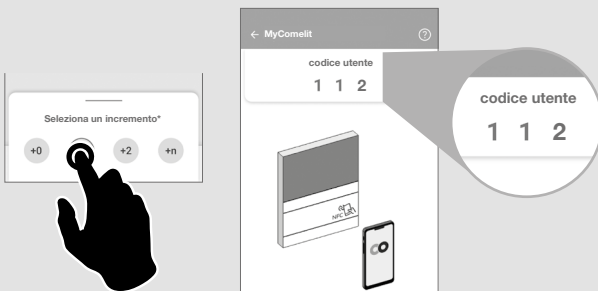 Seleziona un incremento*
+0
+2
+n
← MyComelit ?
codice utente
1 1 2
NFC
codice utente
1 1 2